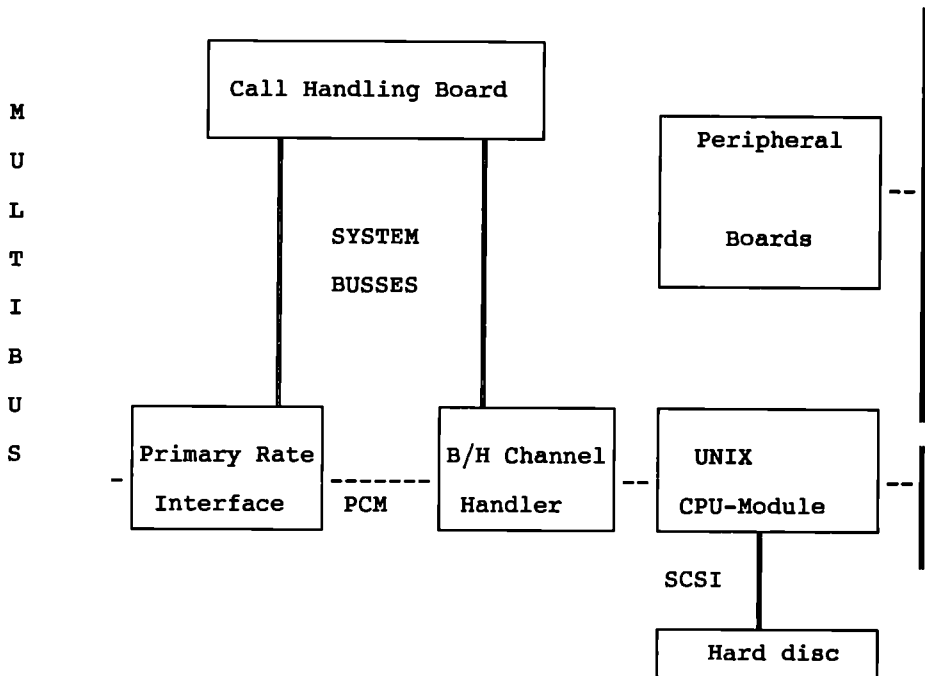 MULTIBUS
Call Handling Board
Peripheral
Boards
SYSTEM
BUSSES
Primary Rate
Interface
PCM
B/H Channel
Handler
UNIX
CPU-Module
SCSI
Hard disc